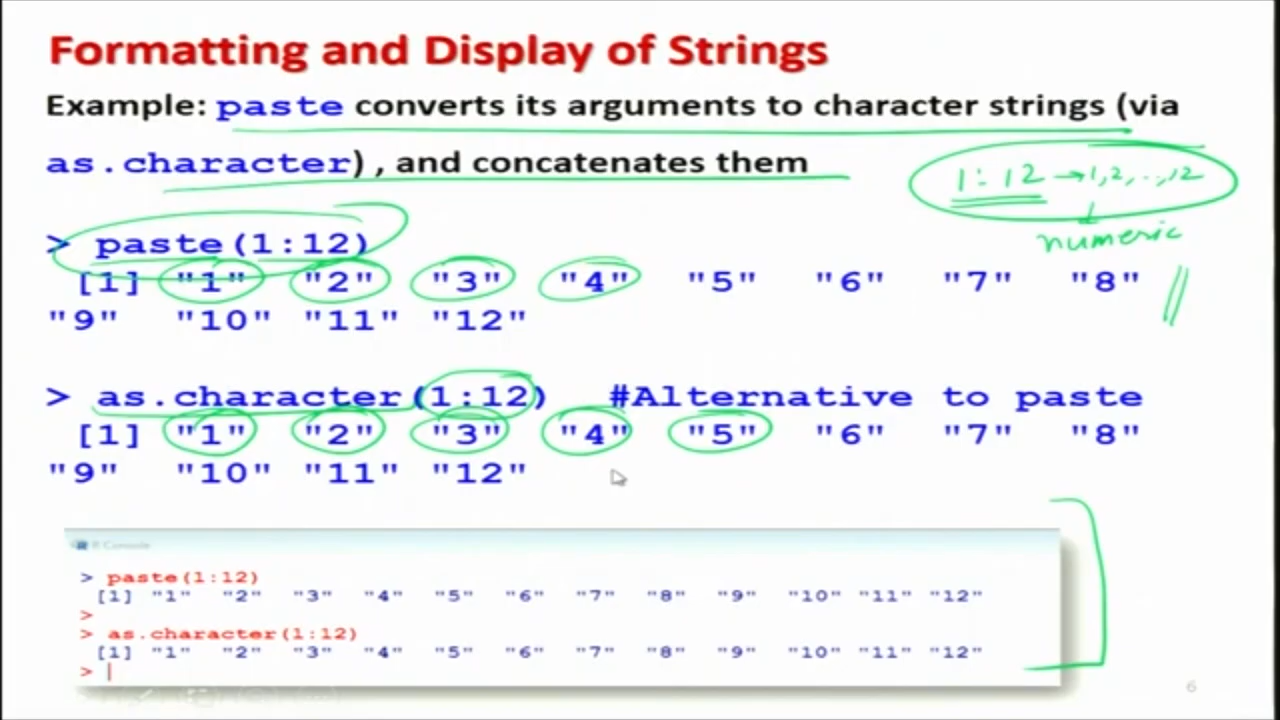 Formatting and Display of Strings
Example: paste converts its arguments to character strings (via
as.character) , and concatenates them
1:12 → 1, 2, ..., 12
numeric
> paste(1:12)
[1] "1" "2" "3" "4" "5" "6" "7" "8"
"9" "10" "11" "12"
> as.character(1:12) #Alternative to paste
[1] "1" "2" "3" "4" "5" "6" "7" "8"
"9" "10" "11" "12"
R Console
> paste(1:12)
[1] "1" "2" "3" "4" "5" "6" "7" "8" "9" "10" "11" "12"
>
> as.character(1:12)
[1] "1" "2" "3" "4" "5" "6" "7" "8" "9" "10" "11" "12"
> |
6